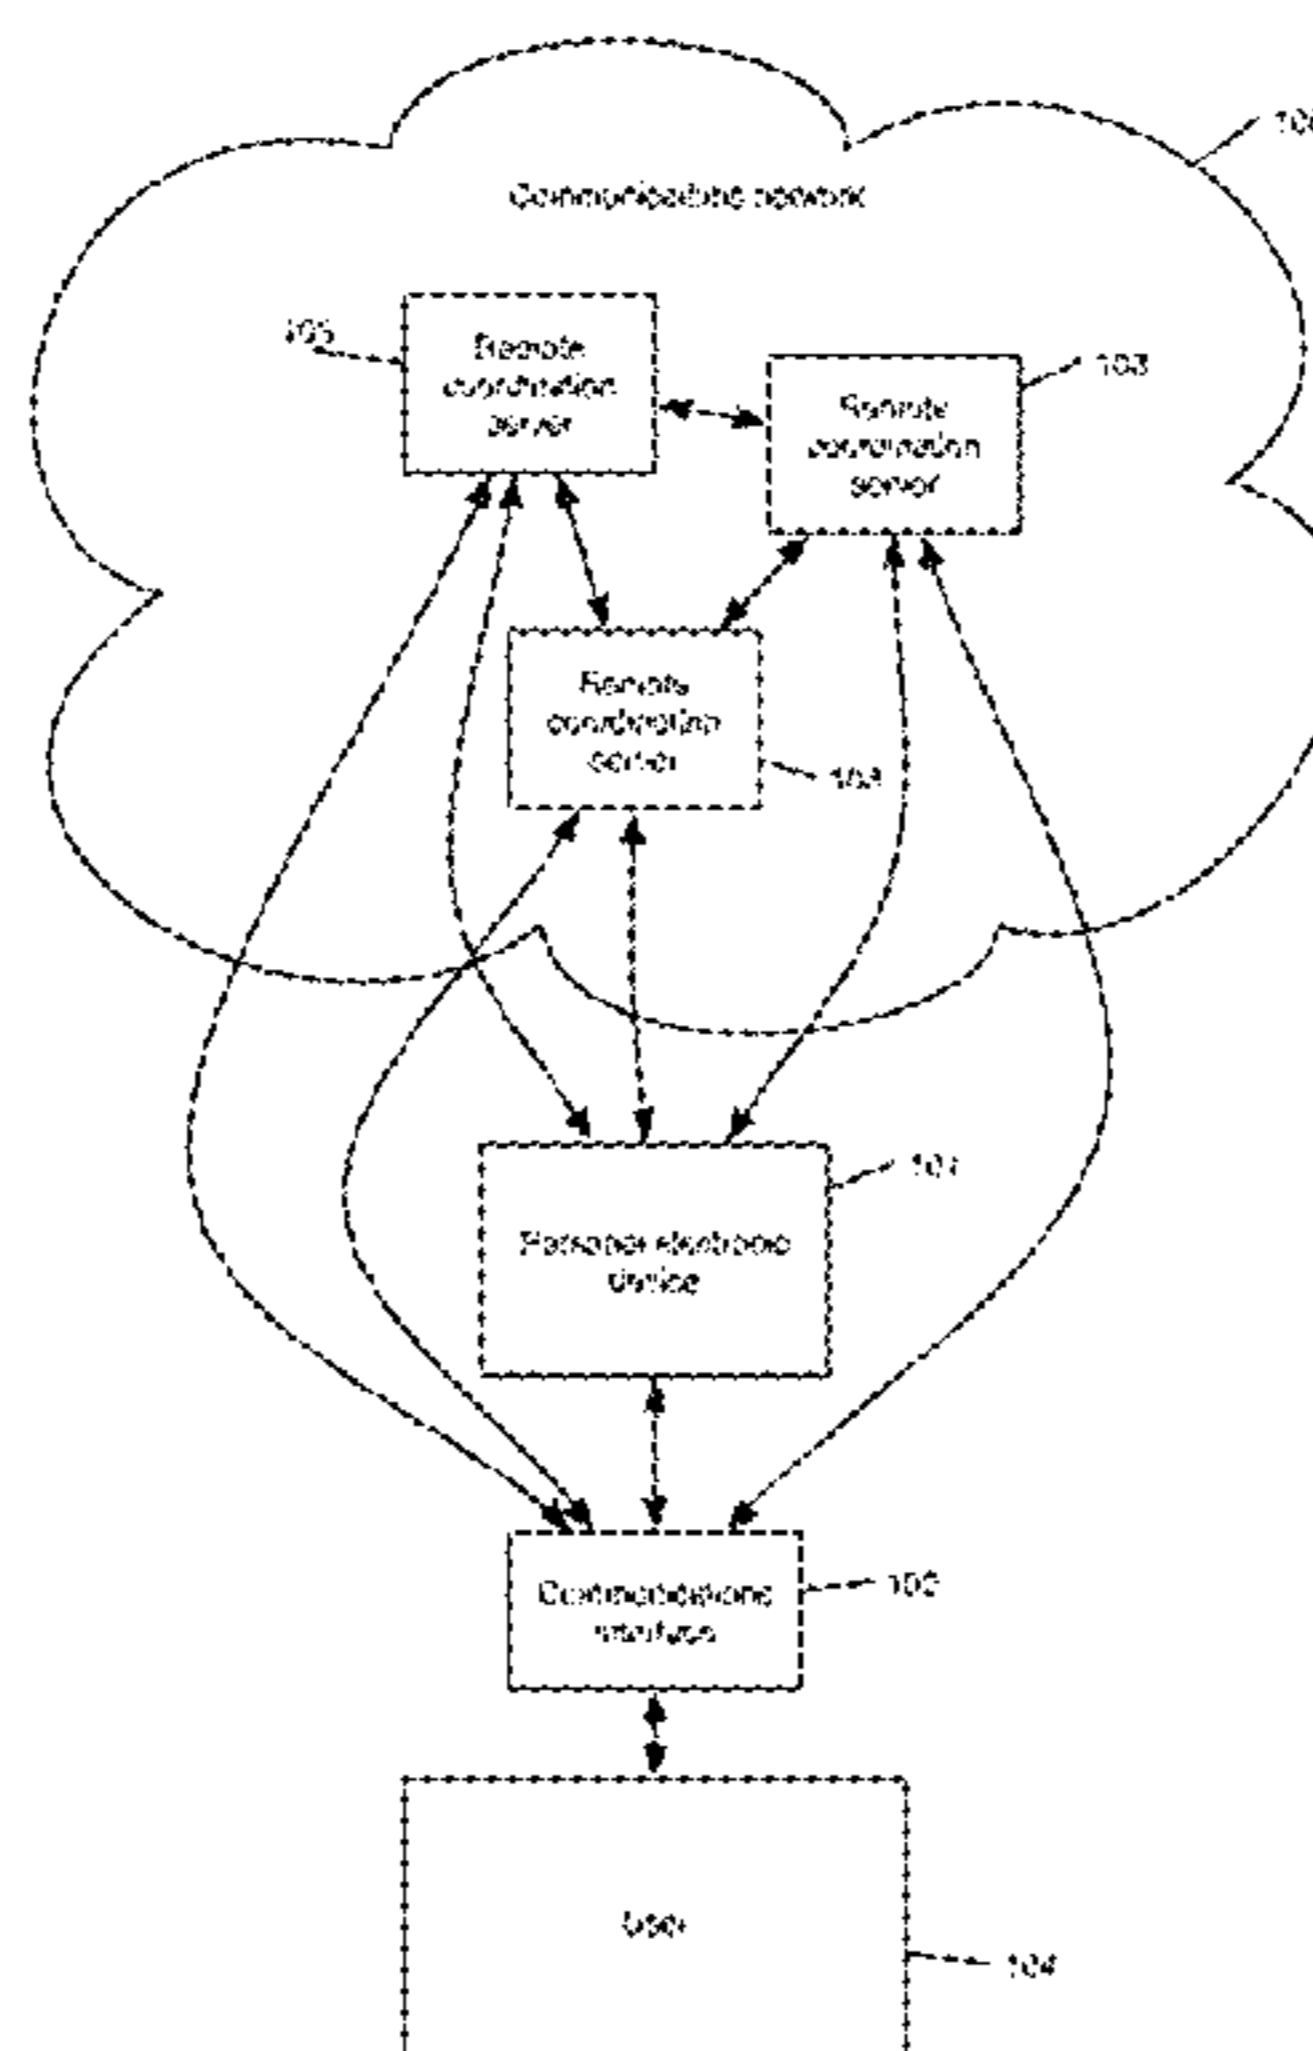 Communications network
Remote
coordination
server
103
Remote
coordination
server
Remote
coordination
server
101
Personal electronic
device
102
Communications
interface
User
104